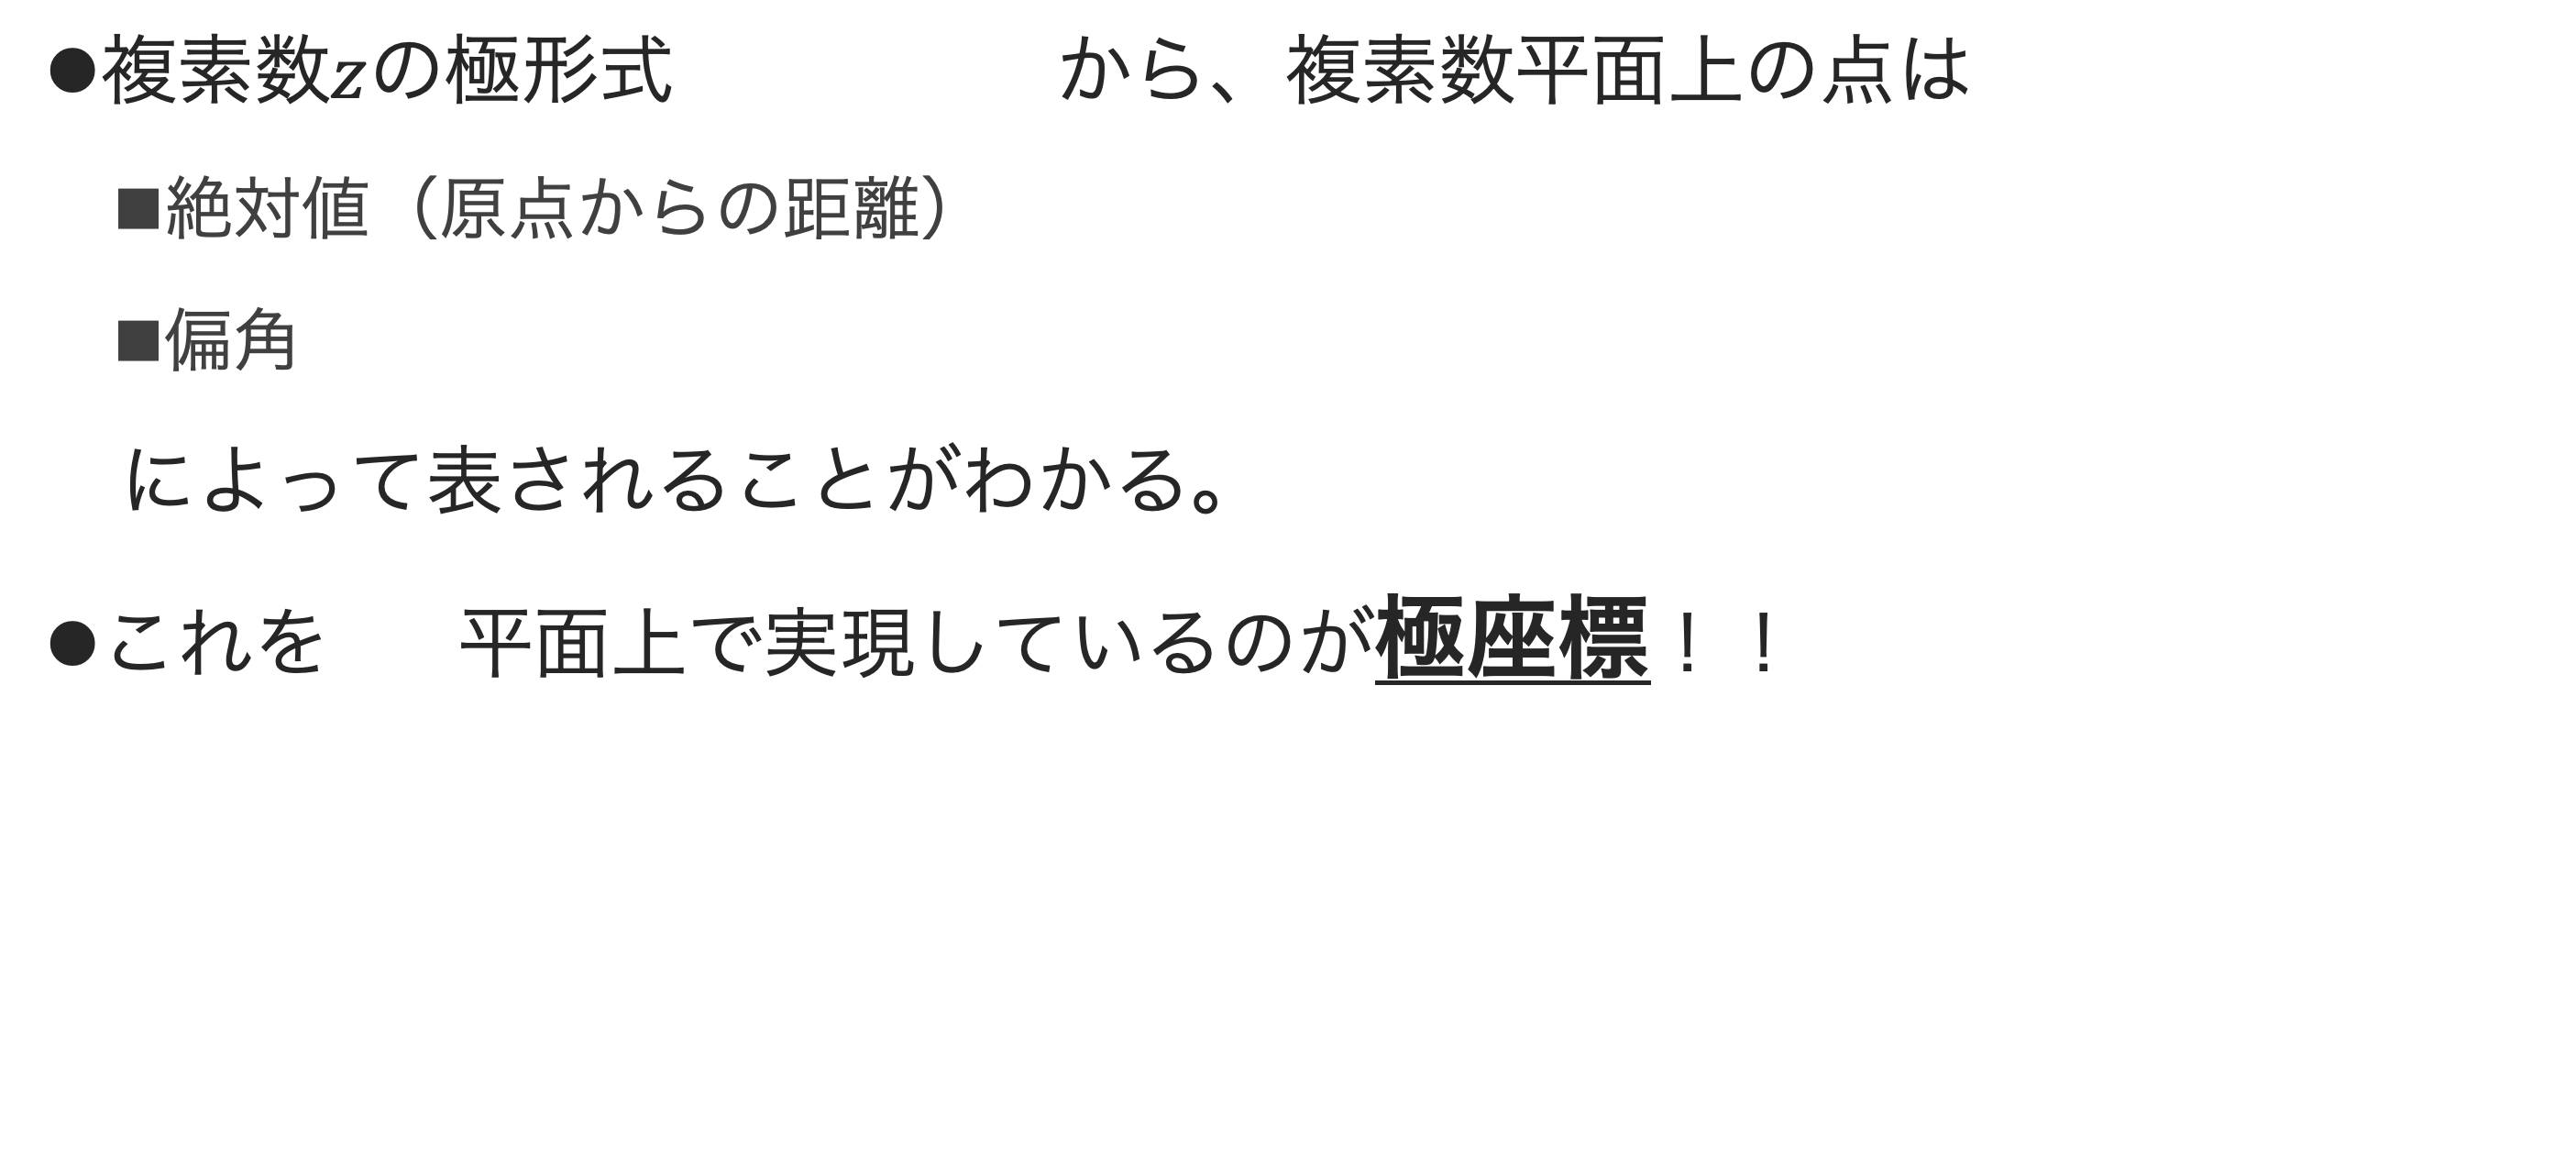 ●複素数zの極形式　　　　　から、複素数平面上の点は
■絶対値（原点からの距離）
■偏角
によって表されることがわかる。
●これを　　平面上で実現しているのが極座標！！